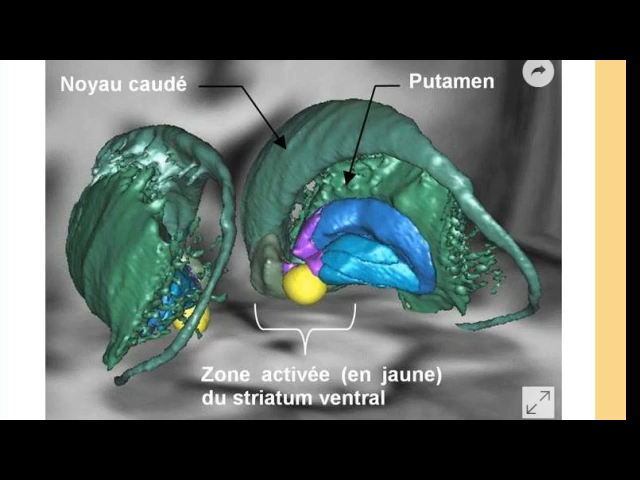 Noyau caudé
Putamen
Zone activée (en jaune)
du striatum ventral